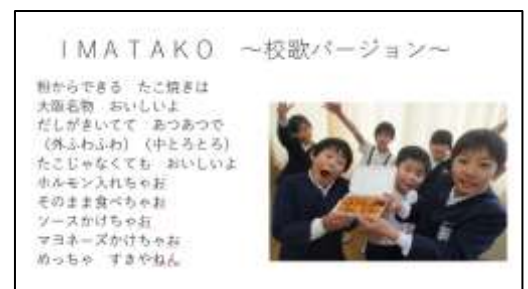 ＩＭＡＴＡＫＯ　～校歌バージョン～
粉からできる　たこ焼きは
大阪名物　おいしいよ
だしがきいてて　あつあつで
（外ふわふわ）（中とろとろ）
たこじゃなくても　おいしいよ
ホルモン入れちゃお
そのまま食べちゃお
ソースかけちゃお
マヨネーズかけちゃお
めっちゃ　すきやねん